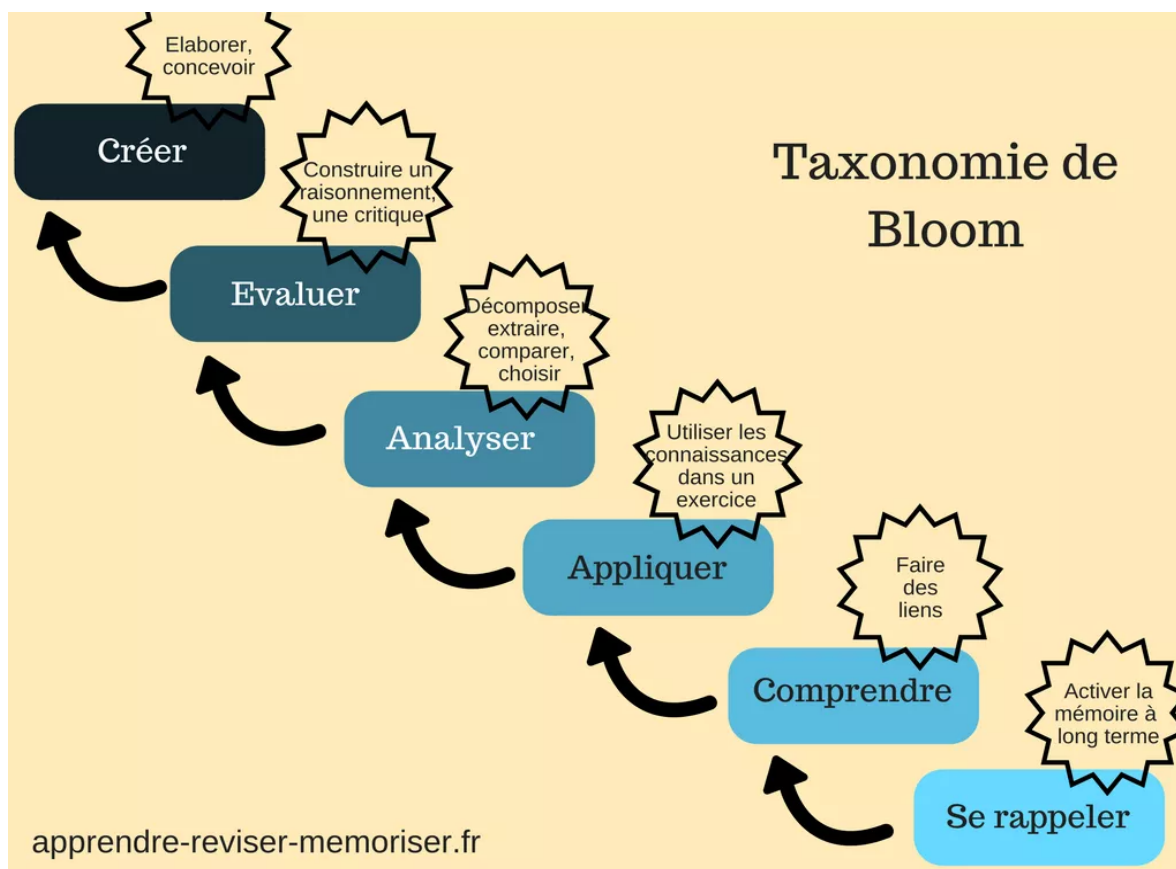 Elaborer,
concevoir
Créer
Construire un
raisonnement,
une critique
Taxonomie de
Bloom
Evaluer
Décomposer,
extraire,
comparer,
choisir
Analyser
Utiliser les
connaissances
dans un
exercice
Appliquer
Faire
des
liens
Comprendre
Activer la
mémoire à
long terme
Se rappeler
apprendre-reviser-memoriser.fr